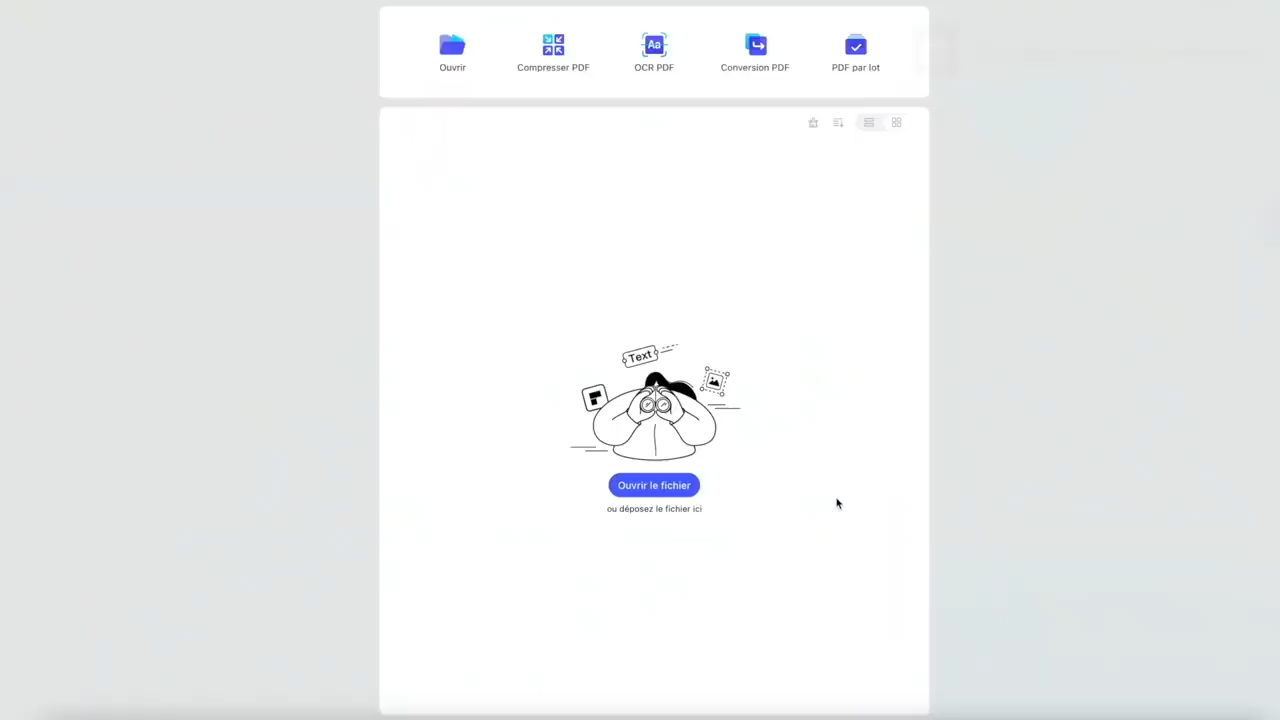 Ouvrir
Compresser PDF
Aa
OCR PDF
Conversion PDF
PDF par lot
Text
Ouvrir le fichier
ou déposez le fichier ici